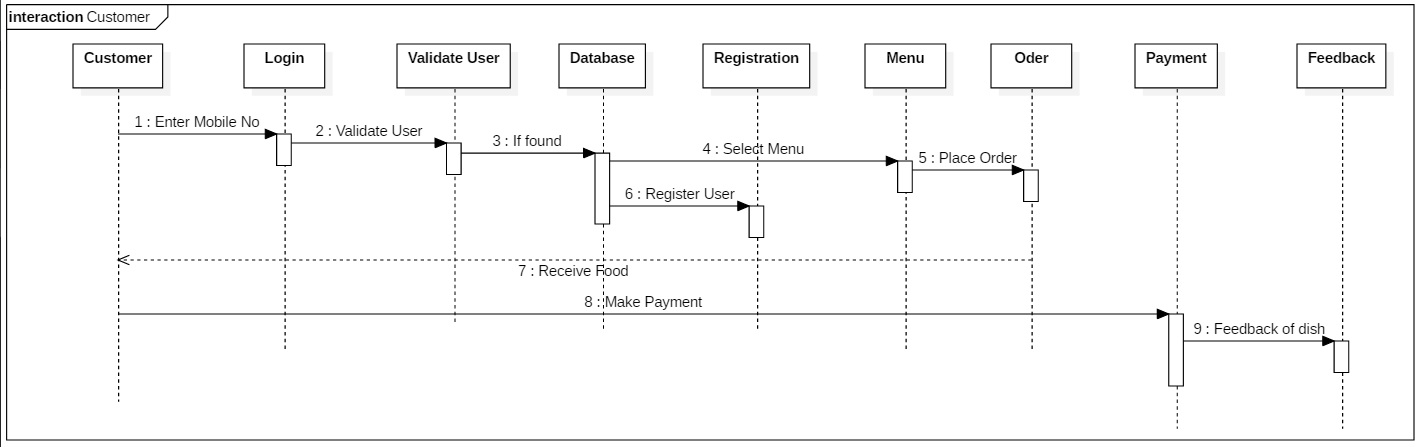 interaction Customer
Customer
Login
Validate User
Database
Registration
Menu
Oder
Payment
Feedback
1 : Enter Mobile No
2 : Validate User
3 : If found
4 : Select Menu
5 : Place Order
6 : Register User
7 : Receive Food
8 : Make Payment
9 : Feedback of dish